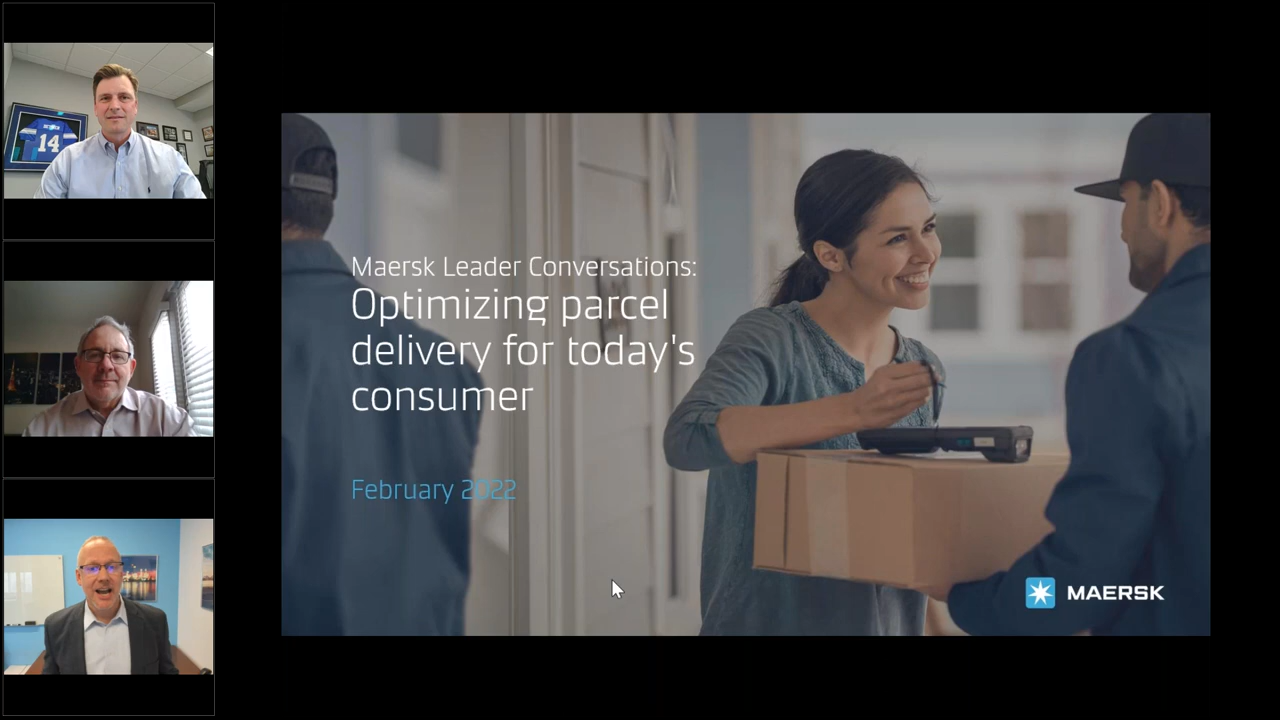 14
Maersk Leader Conversations:
Optimizing parcel
delivery for today's
consumer
February 2022
MAERSK